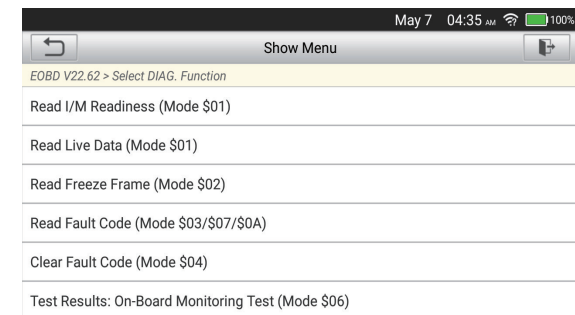 May 7 04:35 AM 100%
Show Menu
EOBD V22.62 > Select DIAG. Function
Read I/M Readiness (Mode $01)
Read Live Data (Mode $01)
Read Freeze Frame (Mode $02)
Read Fault Code (Mode $03/$07/$0A)
Clear Fault Code (Mode $04)
Test Results: On-Board Monitoring Test (Mode $06)